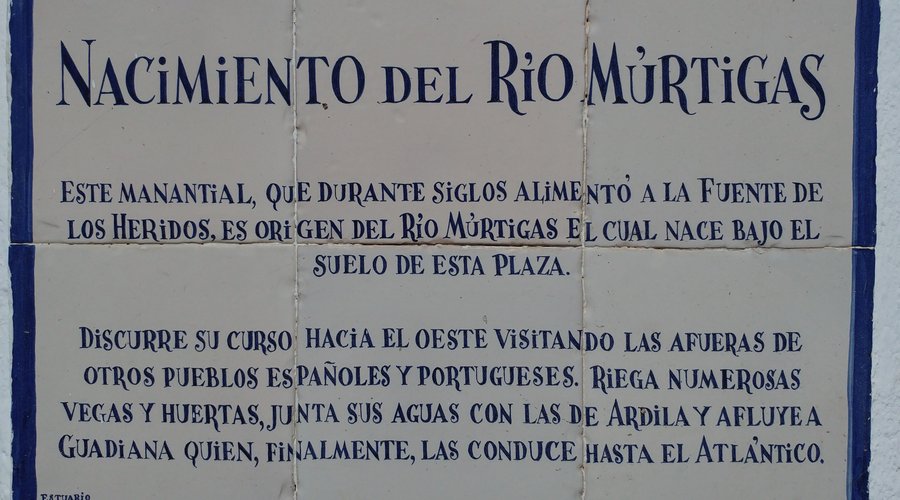 NACIMIENTO DEL RÍO MÚRTIGAS
ESTE MANANTIAL, QUE DURANTE SIGLOS ALIMENTÓ A LA FUENTE DE
LOS HERIDOS, ES ORIGEN DEL RÍO MÚRTIGAS EL CUAL NACE BAJO EL
SUELO DE ESTA PLAZA.
DISCURRE SU CURSO HACIA EL OESTE VISITANDO LAS AFUERAS DE
OTROS PUEBLOS ESPAÑOLES Y PORTUGUESES. RIEGA NUMEROSAS
VEGAS Y HUERTAS, JUNTA SUS AGUAS CON LAS DE ARDILA Y AFLUYE A
GUADIANA QUIEN, FINALMENTE, LAS CONDUCE HASTA EL ATLÁNTICO.
ESTUARIO